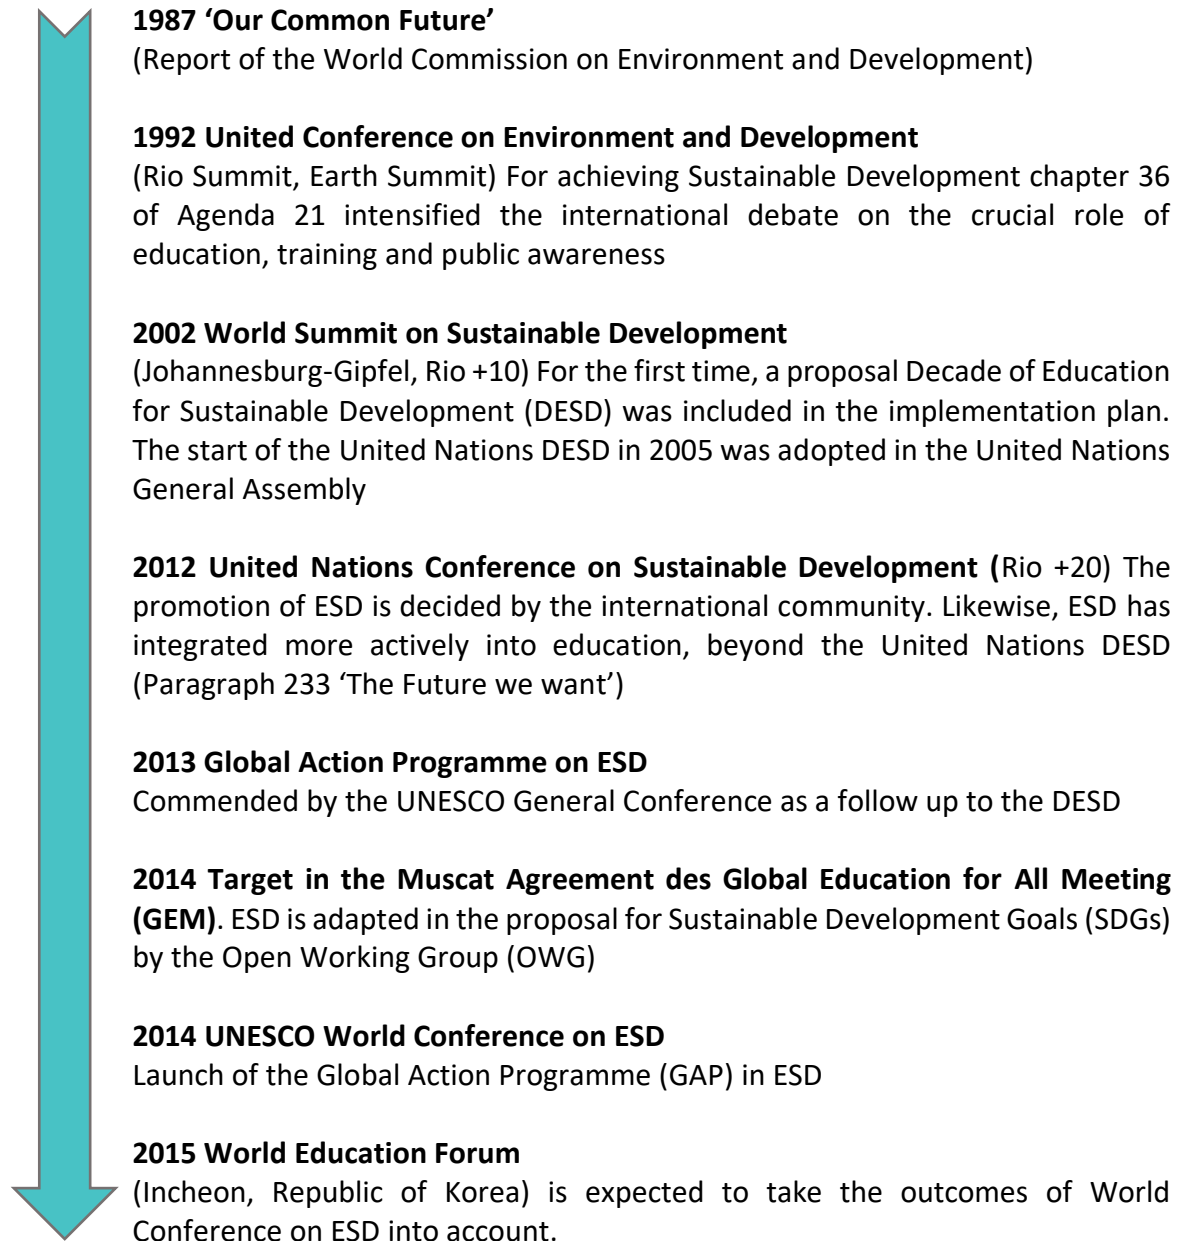 1987 ‘Our Common Future’
(Report of the World Commission on Environment and Development)
1992 United Conference on Environment and Development
(Rio Summit, Earth Summit) For achieving Sustainable Development chapter 36
of Agenda 21 intensified the international debate on the crucial role of
education, training and public awareness
2002 World Summit on Sustainable Development
(Johannesburg-Gipfel, Rio +10) For the first time, a proposal Decade of Education
for Sustainable Development (DESD) was included in the implementation plan.
The start of the United Nations DESD in 2005 was adopted in the United Nations
General Assembly
2012 United Nations Conference on Sustainable Development (Rio +20) The
promotion of ESD is decided by the international community. Likewise, ESD has
integrated more actively into education, beyond the United Nations DESD
(Paragraph 233 ‘The Future we want’)
2013 Global Action Programme on ESD
Commended by the UNESCO General Conference as a follow up to the DESD
2014 Target in the Muscat Agreement des Global Education for All Meeting
(GEM). ESD is adapted in the proposal for Sustainable Development Goals (SDGs)
by the Open Working Group (OWG)
2014 UNESCO World Conference on ESD
Launch of the Global Action Programme (GAP) in ESD
2015 World Education Forum
(Incheon, Republic of Korea) is expected to take the outcomes of World
Conference on ESD into account.